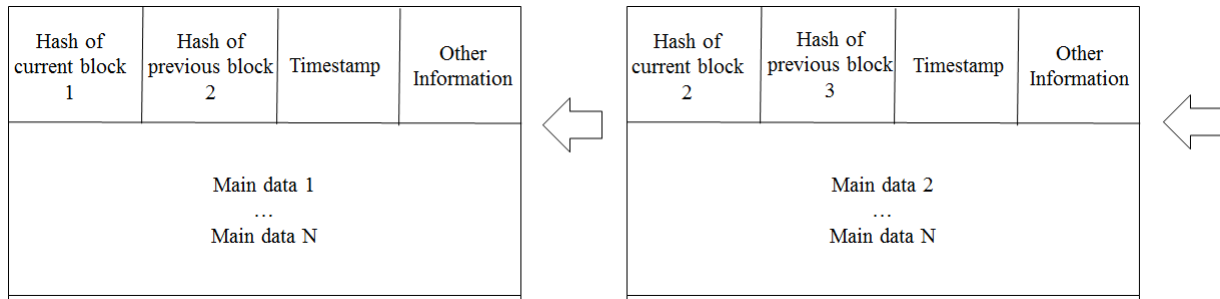 Hash of
current block
1
Hash of
previous block
2
Timestamp
Other
Information
Main data 1
…
Main data N
Hash of
current block
2
Hash of
previous block
3
Timestamp
Other
Information
Main data 2
…
Main data N